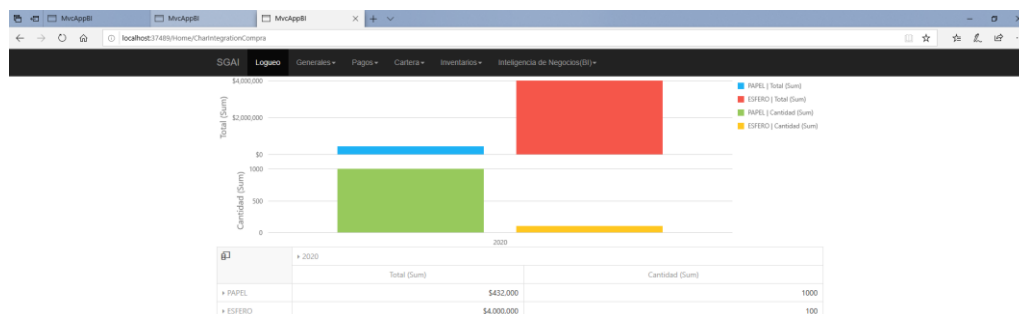 MvcAppBI MvcAppBI MvcAppBI
localhost:37489/Home/CharIntegrationCompra
SGAI Logueo Generales Pagos Cartera Inventarios Inteligencia de Negocios(BI)
$4,000,000
$2,000,000
$0
Total (Sum)
PAPEL | Total (Sum)
ESFERO | Total (Sum)
PAPEL | Cantidad (Sum)
ESFERO | Cantidad (Sum)
1000
500
0
Cantidad (Sum)
2020
2020
Total (Sum) Cantidad (Sum)
PAPEL $432,000 1000
ESFERO $4,000,000 100